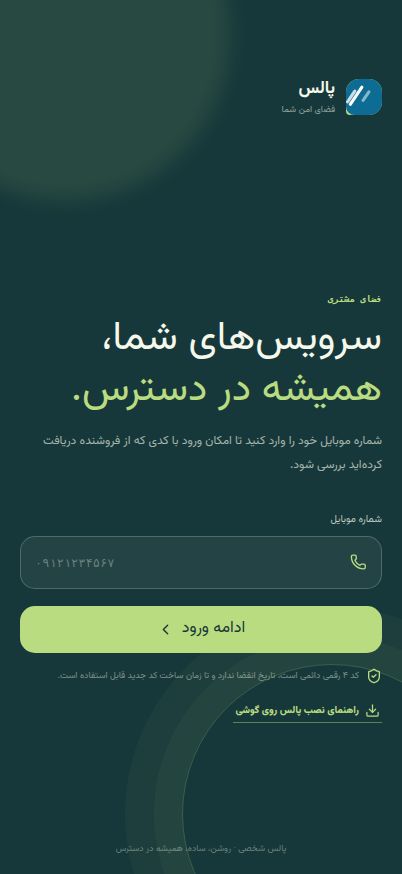 پالس
فضای امن شما
فضای مشتری
سرویس‌های شما،
همیشه در دسترس.
شماره موبایل خود را وارد کنید تا امکان ورود با کدی که از فروشنده دریافت
کرده‌اید بررسی شود.
شماره موبایل
۰۹۱۲۱۲۳۴۵۶۷
ادامه ورود
کد ۴ رقمی دائمی است، تاریخ انقضا ندارد و تا زمان ساخت کد جدید قابل استفاده است.
راهنمای نصب پالس روی گوشی
پالس شخصی · روشن، ساده، همیشه در دسترس